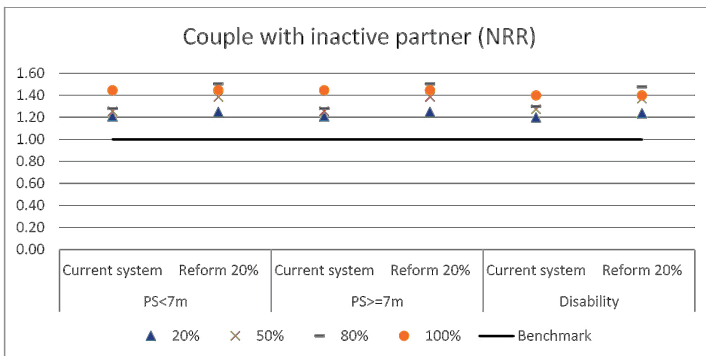 Couple with inactive partner (NRR)
1.60
1.40
1.20
1.00
0.80
0.60
0.40
0.20
0.00
Current system Reform 20% Current system Reform 20% Current system Reform 20%
PS<7m PS>=7m Disability
20% 50% 80% 100% Benchmark